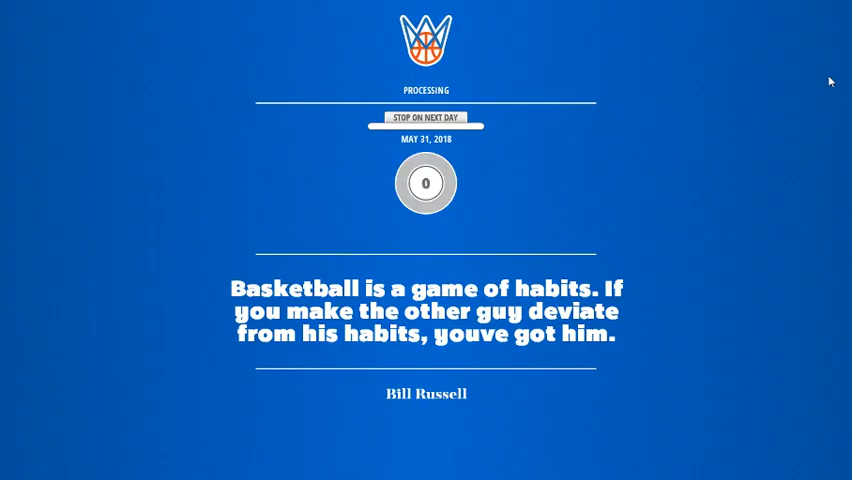 PROCESSING
STOP ON NEXT DAY
MAY 31, 2018
0
Basketball is a game of habits. If
you make the other guy deviate
from his habits, youve got him.
Bill Russell